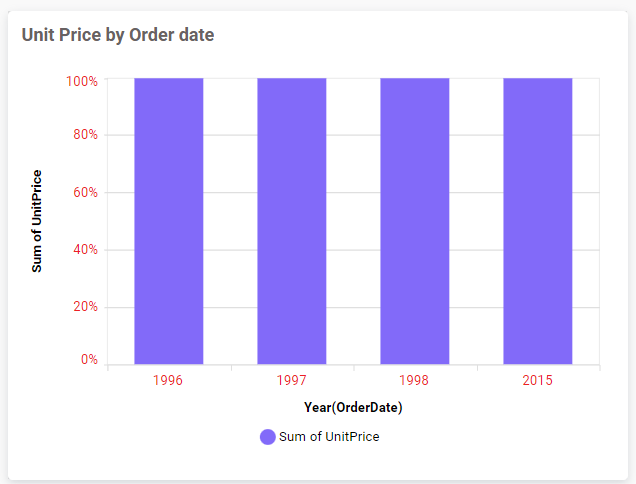 Unit Price by Order date
Sum of UnitPrice
100%
80%
60%
40%
20%
0%
1996 1997 1998 2015
Year(OrderDate)
Sum of UnitPrice